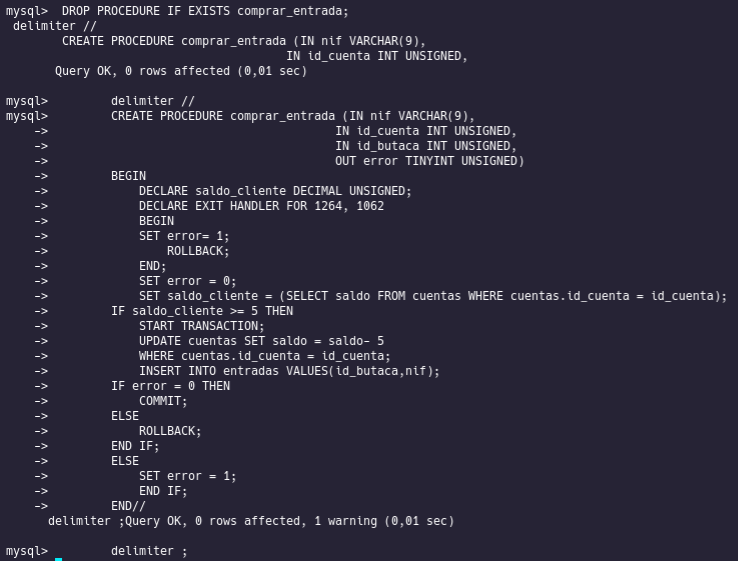 mysql>  DROP PROCEDURE IF EXISTS comprar_entrada;
 delimiter //
        CREATE PROCEDURE comprar_entrada (IN nif VARCHAR(9),
                                        IN id_cuenta INT UNSIGNED,
       Query OK, 0 rows affected (0,01 sec)

mysql>         delimiter //
mysql>         CREATE PROCEDURE comprar_entrada (IN nif VARCHAR(9),
    ->                                         IN id_cuenta INT UNSIGNED,
    ->                                         IN id_butaca INT UNSIGNED,
    ->                                         OUT error TINYINT UNSIGNED)
    ->         BEGIN
    ->             DECLARE saldo_cliente DECIMAL UNSIGNED;
    ->             DECLARE EXIT HANDLER FOR 1264, 1062
    ->             BEGIN
    ->             SET error= 1;
    ->                 ROLLBACK;
    ->             END;
    ->             SET error = 0;
    ->             SET saldo_cliente = (SELECT saldo FROM cuentas WHERE cuentas.id_cuenta = id_cuenta);
    ->         IF saldo_cliente >= 5 THEN
    ->             START TRANSACTION;
    ->             UPDATE cuentas SET saldo = saldo- 5
    ->             WHERE cuentas.id_cuenta = id_cuenta;
    ->             INSERT INTO entradas VALUES(id_butaca,nif);
    ->         IF error = 0 THEN
    ->             COMMIT;
    ->         ELSE
    ->             ROLLBACK;
    ->         END IF;
    ->         ELSE
    ->             SET error = 1;
    ->             END IF;
    ->         END//
      delimiter ;Query OK, 0 rows affected, 1 warning (0,01 sec)

mysql>         delimiter ;